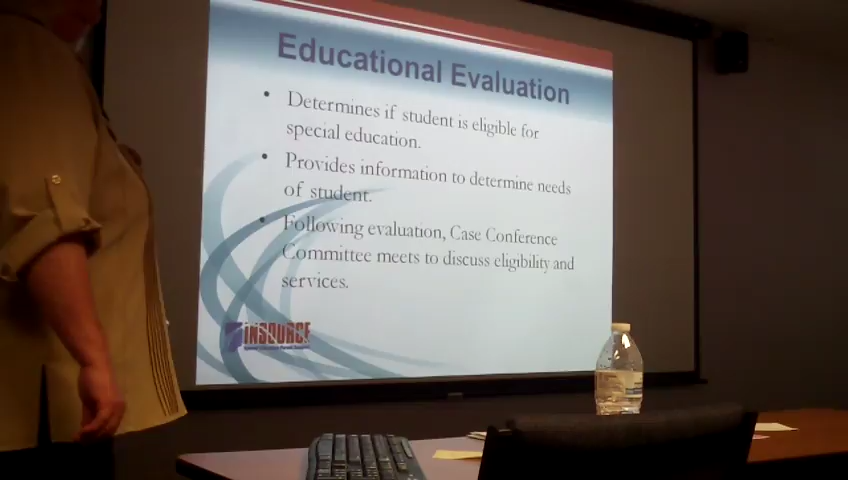 Educational Evaluation
• Determines if student is eligible for
special education.
• Provides information to determine needs
of student.
• Following evaluation, Case Conference
Committee meets to discuss eligibility and
services.
INSOURCE